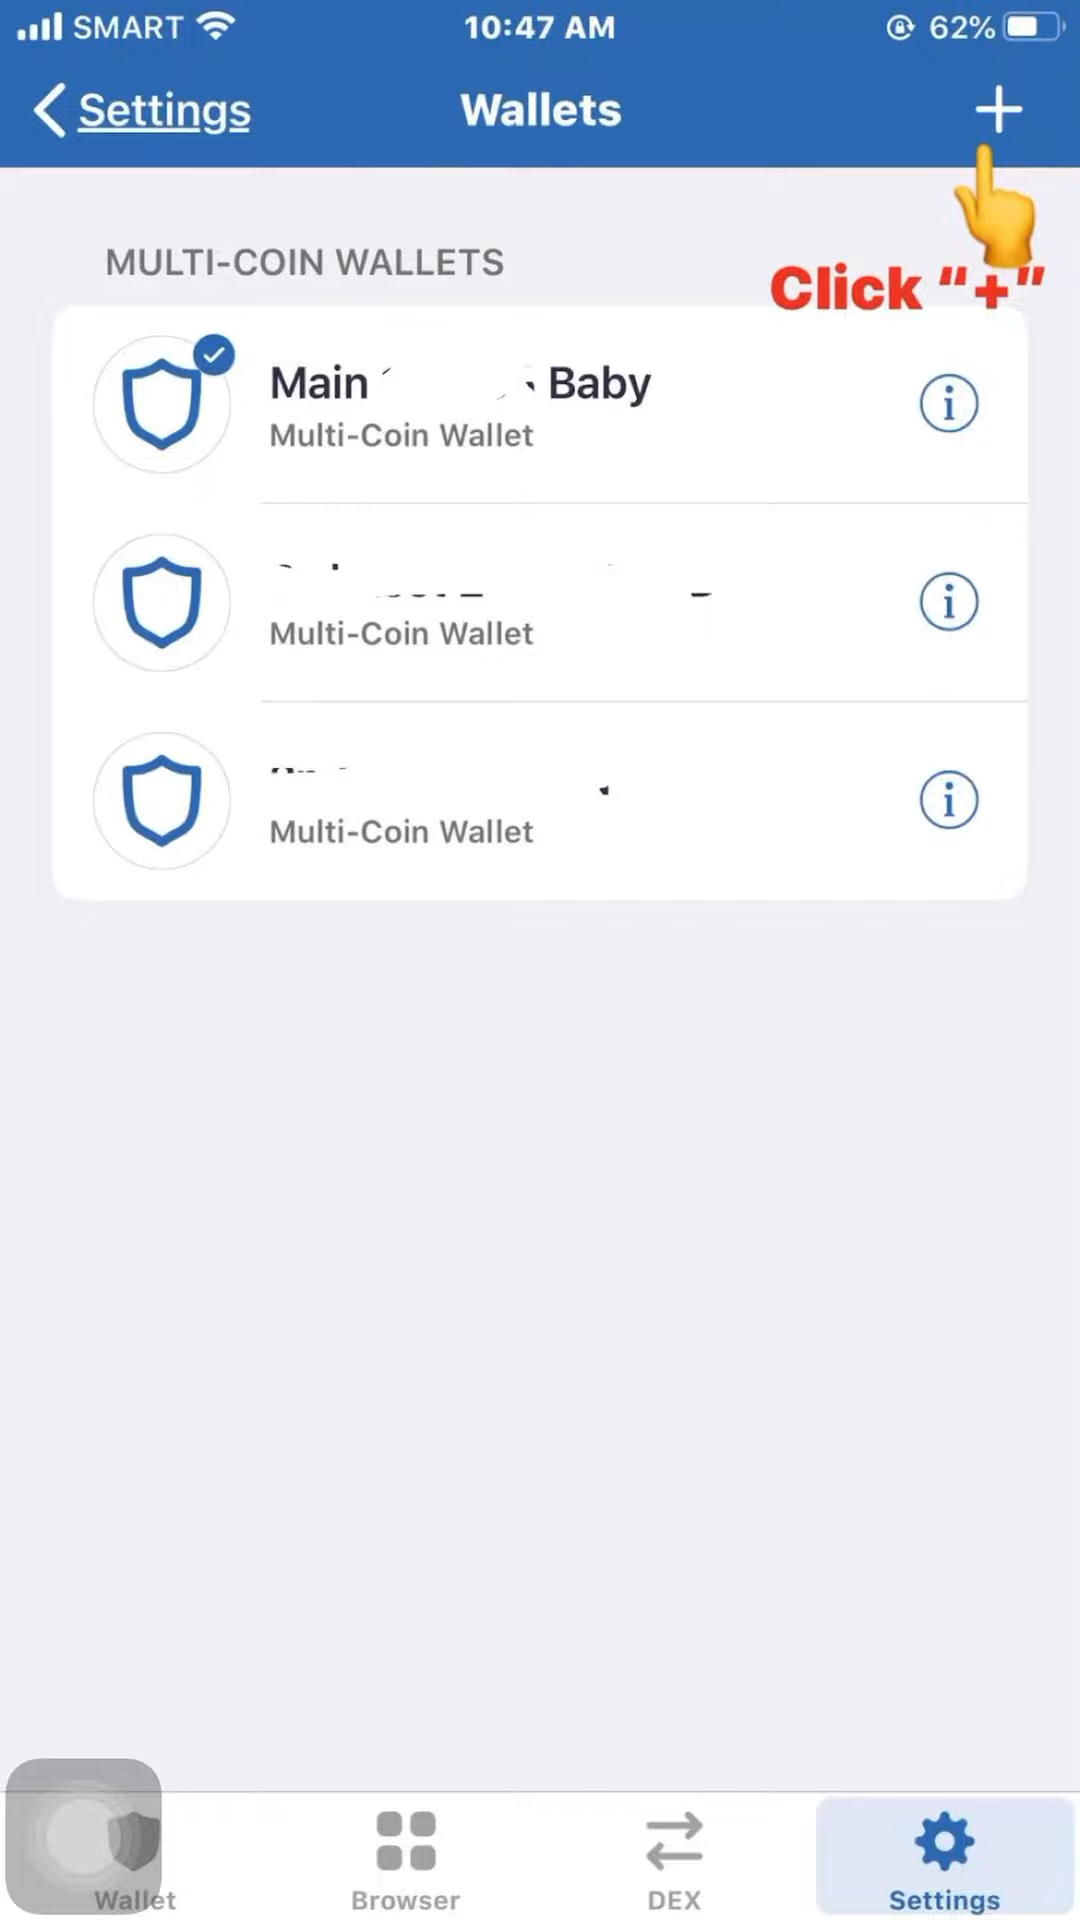 SMART
10:47 AM
62%
Settings
Wallets
MULTI-COIN WALLETS
Click “+”
Main
Baby
Multi-Coin Wallet
Multi-Coin Wallet
Multi-Coin Wallet
Wallet
Browser
DEX
Settings